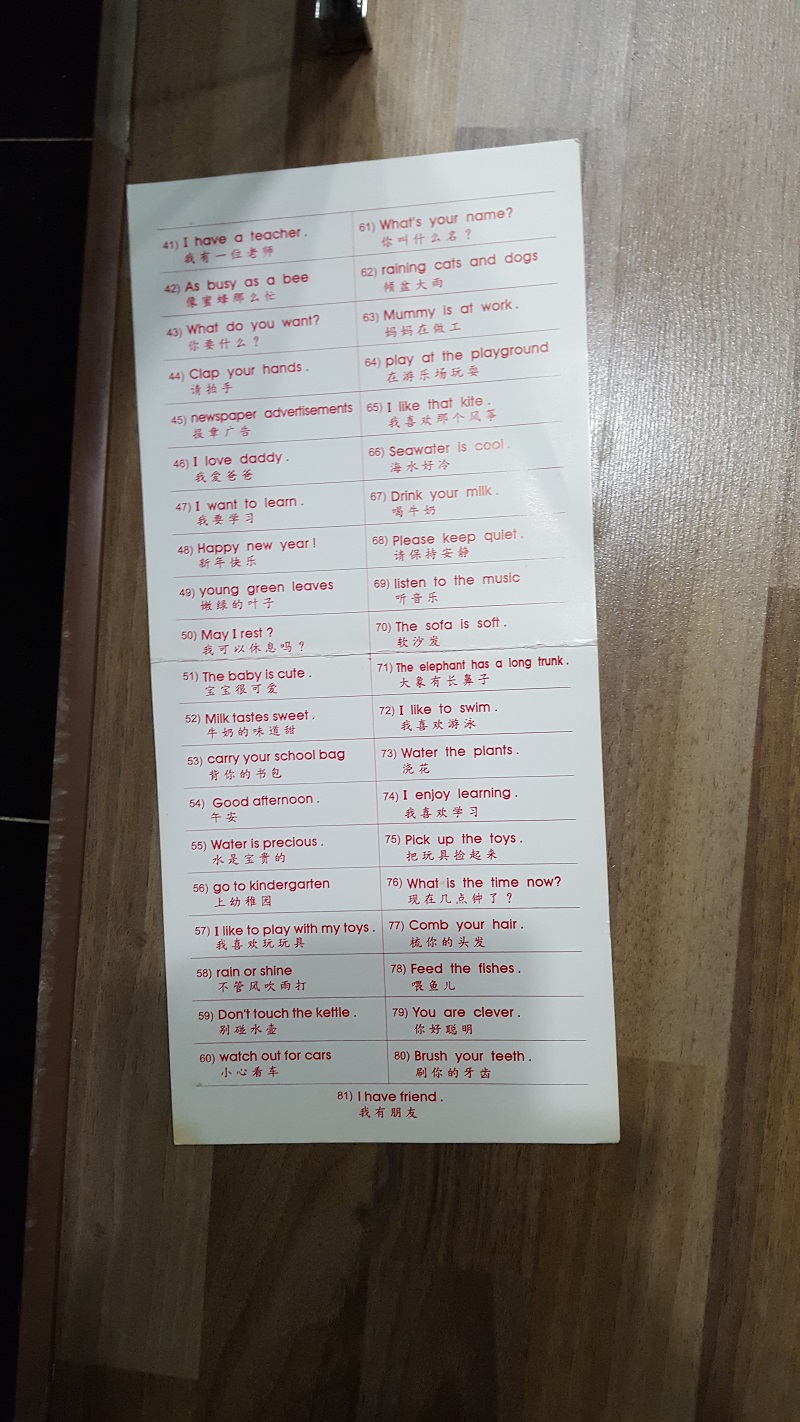 41) I have a teacher .
我有一位老师
42) As busy as a bee
像蜜蜂那么忙
43) What do you want?
你要什么？
44) Clap your hands .
请拍手
45) newspaper advertisements
报章广告
46) I love daddy .
我爱爸爸
47) I want to learn .
我要学习
48) Happy new year !
新年快乐
49) young green leaves
嫩绿的叶子
50) May I rest ?
我可以休息吗？
51) The baby is cute .
宝宝很可爱
52) Milk tastes sweet .
牛奶的味道甜
53) carry your school bag
背你的书包
54) Good afternoon .
午安
55) Water is precious .
水是宝贵的
56) go to kindergarten
上幼稚园
57) I like to play with my toys .
我喜欢玩玩具
58) rain or shine
不管风吹雨打
59) Don't touch the kettle .
别碰水壶
60) watch out for cars
小心看车
61) What's your name?
你叫什么名？
62) raining cats and dogs
倾盆大雨
63) Mummy is at work .
妈妈在做工
64) play at the playground
在游乐场玩耍
65) I like that kite .
我喜欢那个风筝
66) Seawater is cool .
海水好冷
67) Drink your milk .
喝牛奶
68) Please keep quiet .
请保持安静
69) listen to the music
听音乐
70) The sofa is soft .
软沙发
71) The elephant has a long trunk .
大象有长鼻子
72) I like to swim .
我喜欢游泳
73) Water the plants .
浇花
74) I enjoy learning .
我喜欢学习
75) Pick up the toys .
把玩具捡起来
76) What is the time now?
现在几点钟了？
77) Comb your hair .
梳你的头发
78) Feed the fishes .
喂鱼儿
79) You are clever .
你好聪明
80) Brush your teeth .
刷你的牙齿
81) I have friend .
我有朋友